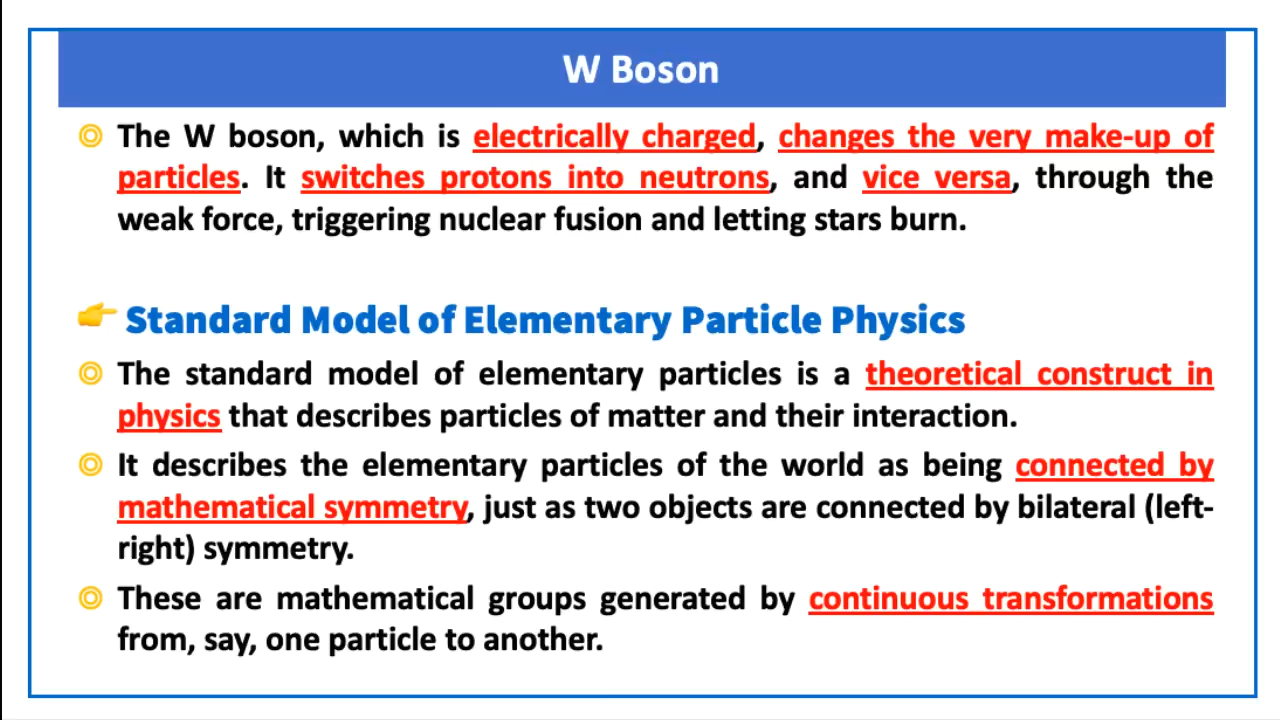 W Boson
The W boson, which is electrically charged, changes the very make-up of
particles. It switches protons into neutrons, and vice versa, through the
weak force, triggering nuclear fusion and letting stars burn.
Standard Model of Elementary Particle Physics
The standard model of elementary particles is a theoretical construct in
physics that describes particles of matter and their interaction.
It describes the elementary particles of the world as being connected by
mathematical symmetry, just as two objects are connected by bilateral (left-
right) symmetry.
These are mathematical groups generated by continuous transformations
from, say, one particle to another.